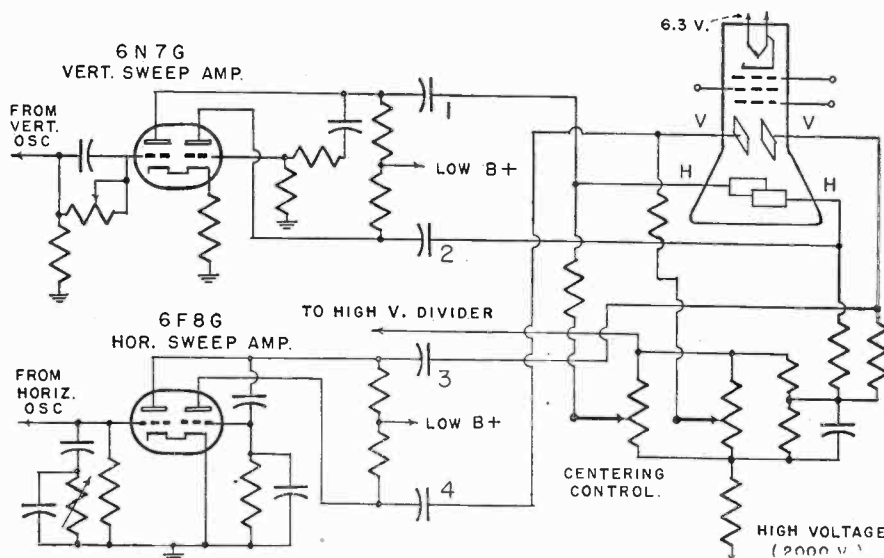 6.3 V.
6N7G
VERT. SWEEP AMP.
FROM
VERT.
OSC
1
V
V
LOW B+
H
H
2
TO HIGH V. DIVIDER
6F8G
HOR. SWEEP AMP.
3
FROM
HORIZ.
OSC
LOW B+
CENTERING
CONTROL.
4
HIGH VOLTAGE
(2000 V.)